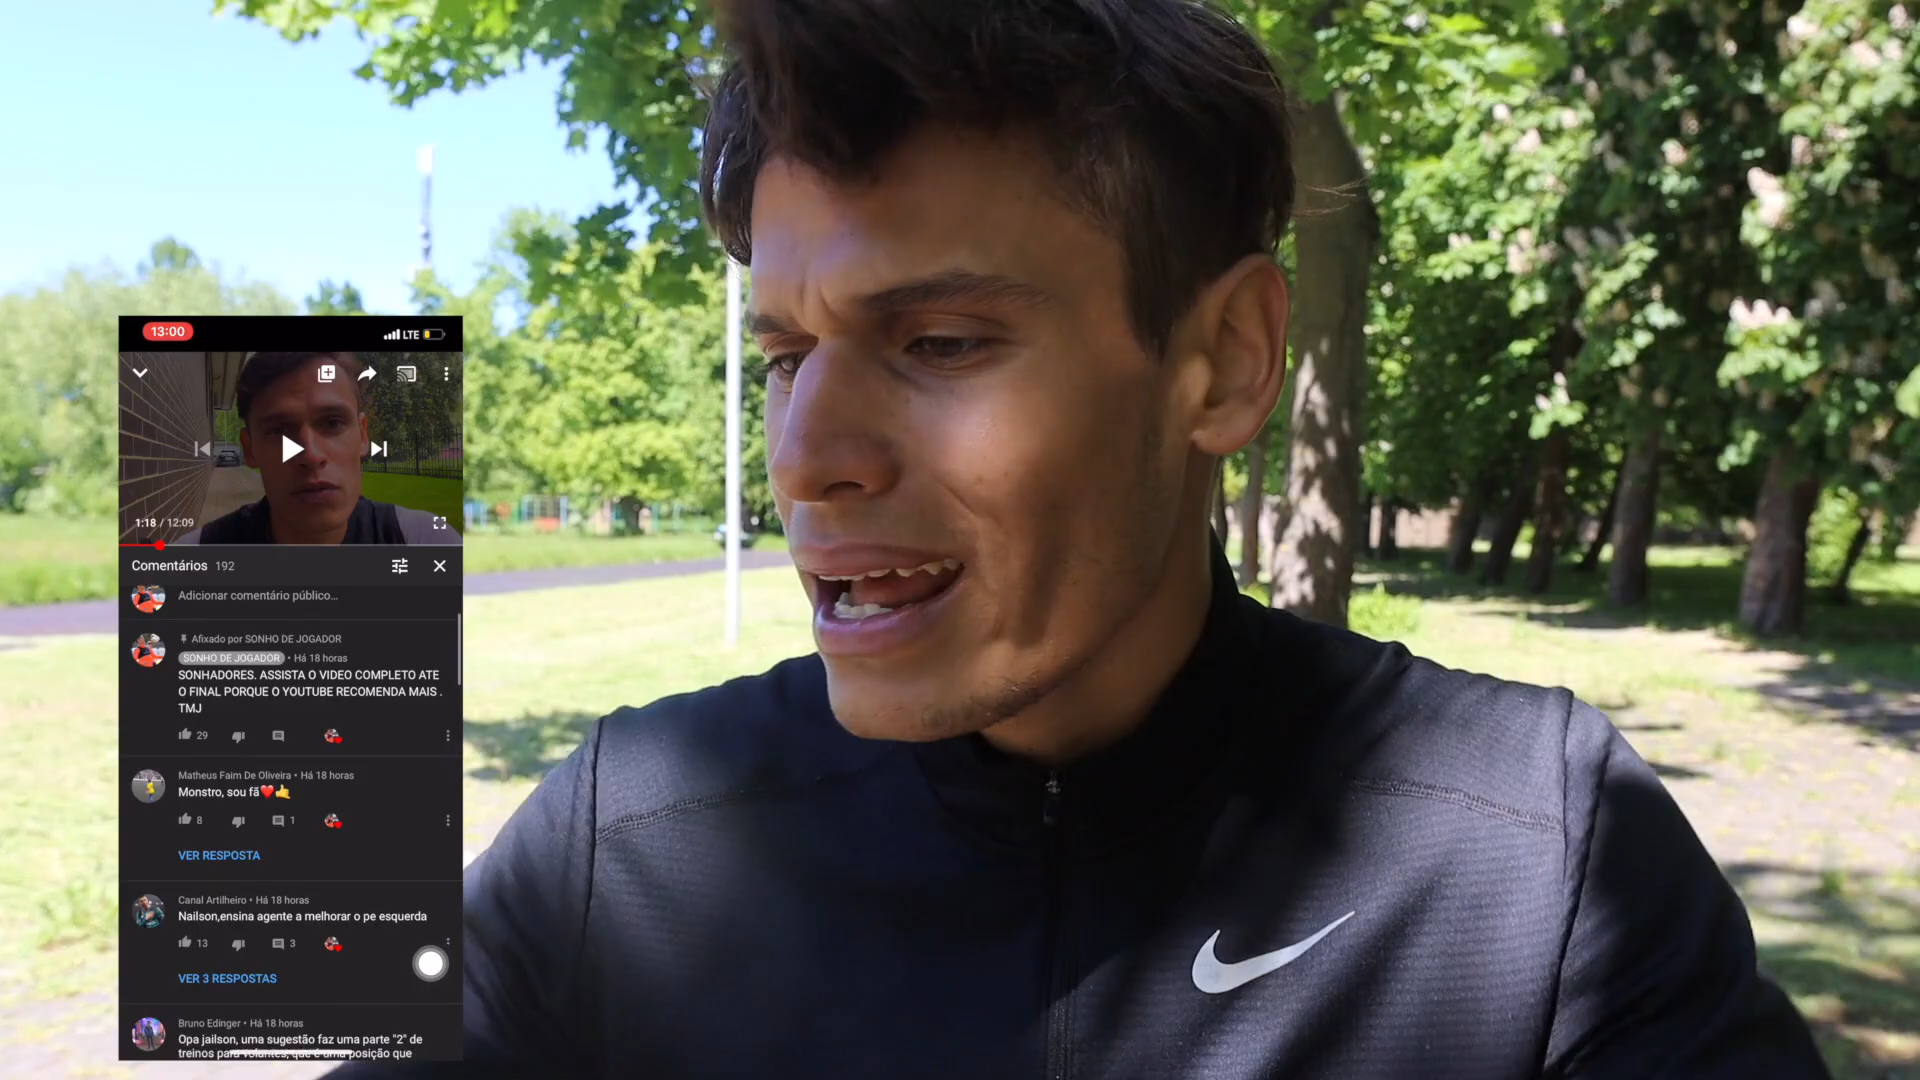 13:00
LTE
1:18 / 12:09
Comentários 192
Adicionar comentário público...
Afixado por SONHO DE JOGADOR
SONHO DE JOGADOR • Há 18 horas
SONHADORES. ASSISTA O VIDEO COMPLETO ATE
O FINAL PORQUE O YOUTUBE RECOMENDA MAIS .
TMJ
29
Matheus Faim De Oliveira • Há 18 horas
Monstro, sou fã❤️🤙
8 1
VER RESPOSTA
Canal Artilheiro • Há 18 horas
Nailson,ensina agente a melhorar o pe esquerda
13 3
VER 3 RESPOSTAS
Bruno Edinger • Há 18 horas
Opa jailson, uma sugestão faz uma parte "2" de
treinos para volantes, que é uma posição que